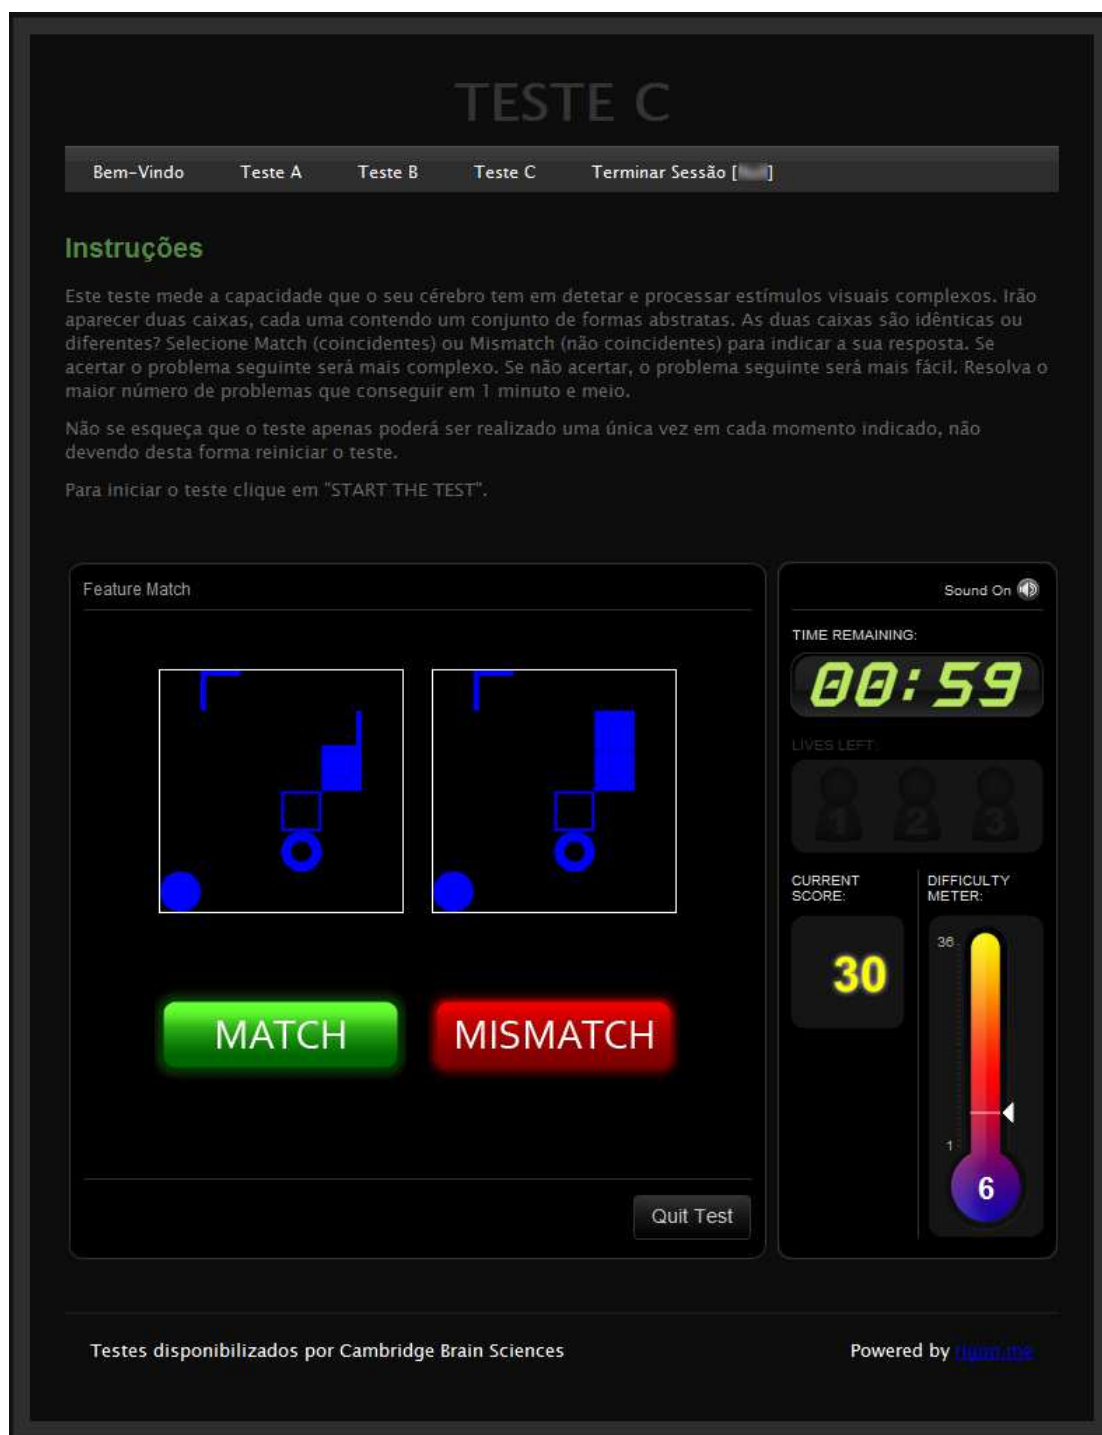 TESTE C
Bem-Vindo Teste A Teste B Teste C Terminar Sessão [ ]
Instruções
Este teste mede a capacidade que o seu cérebro tem em detetar e processar estímulos visuais complexos. Irão
aparecer duas caixas, cada uma contendo um conjunto de formas abstratas. As duas caixas são idênticas ou
diferentes? Selecione Match (coincidentes) ou Mismatch (não coincidentes) para indicar a sua resposta. Se
acertar o problema seguinte será mais complexo. Se não acertar, o problema seguinte será mais fácil. Resolva o
maior número de problemas que conseguir em 1 minuto e meio.
Não se esqueça que o teste apenas poderá ser realizado uma única vez em cada momento indicado, não
devendo desta forma reiniciar o teste.
Para iniciar o teste clique em "START THE TEST".
Feature Match
MATCH
MISMATCH
Quit Test
Sound On
TIME REMAINING:
00:59
LIVES LEFT:
1 2 3
CURRENT
SCORE:
30
DIFFICULTY
METER:
36
1
6
Testes disponibilizados por Cambridge Brain Sciences
Powered by